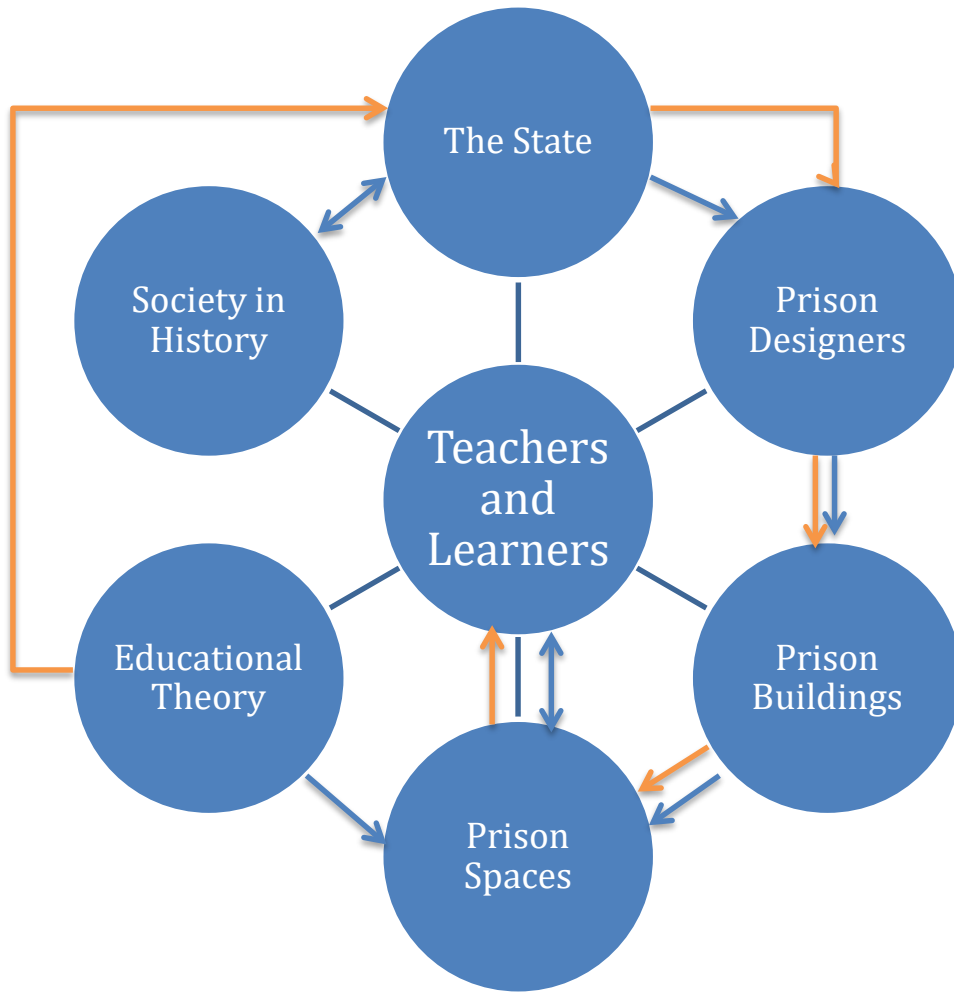 The State
Society in
History
Prison
Designers
Teachers
and
Learners
Educational
Theory
Prison
Buildings
Prison
Spaces